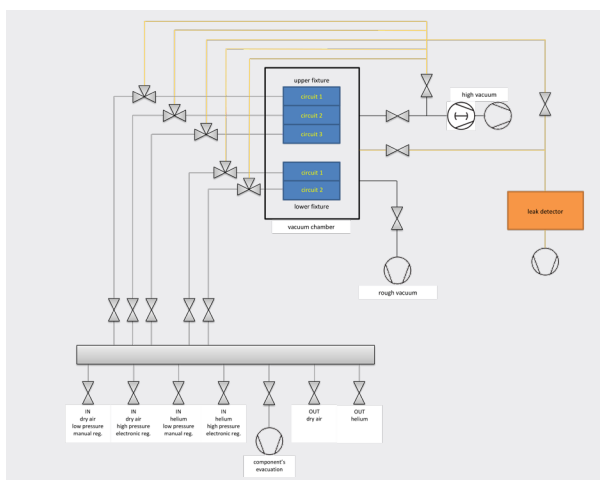 upper fixture
high vacuum
circuit 1
circuit 2
circuit 3
circuit 1
circuit 2
lower fixture
vacuum chamber
leak detector
rough vacuum
IN
dry air
low pressure
manual reg.
IN
dry air
high pressure
electronic reg.
IN
helium
low pressure
manual reg.
IN
helium
high pressure
electronic reg.
OUT
dry air
OUT
helium
component's
evacuation